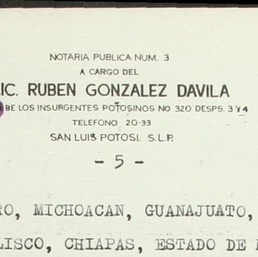 NOTARIA PUBLICA NUM. 3
A CARGO DEL
IC. RUBEN GONZALEZ DAVILA
DE LOS INSURGENTES POTOSINOS NO 320 DESPS. 3 Y 4
TELEFONO 20-33
SAN LUIS POTOSI. S.L.P.
- 5 -
RO, MICHOACAN, GUANAJUATO,
LISCO, CHIAPAS, ESTADO DE